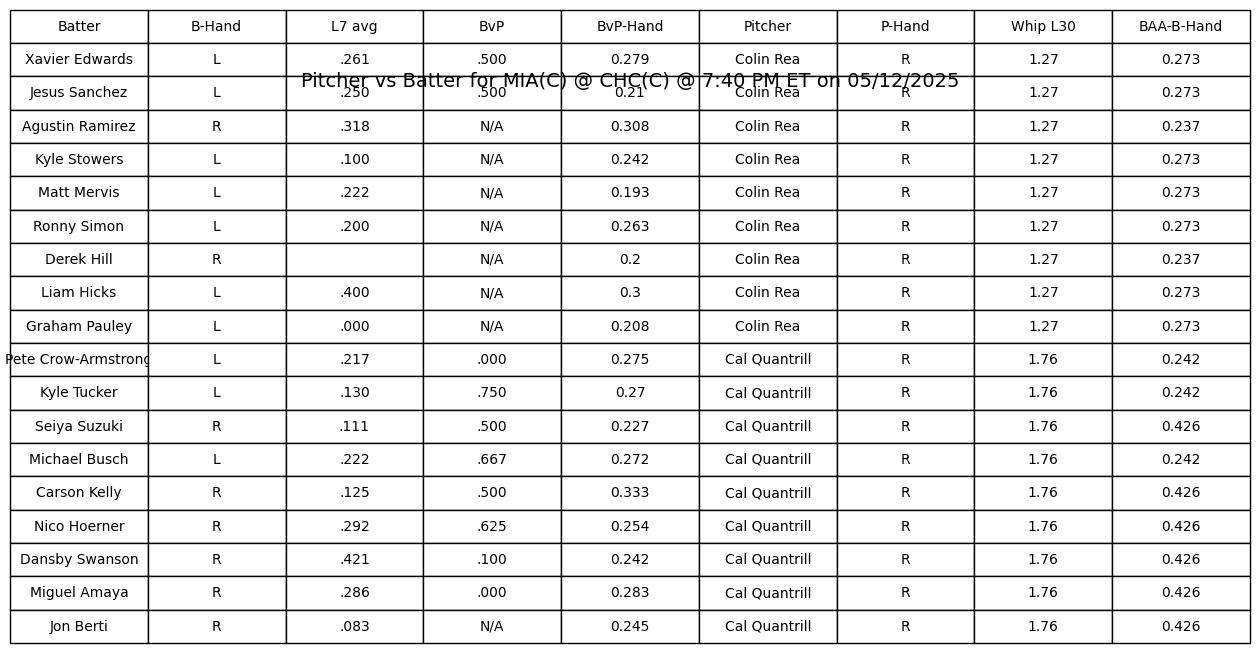 Batter B-Hand L7 avg BvP BvP-Hand Pitcher P-Hand Whip L30 BAA-B-Hand
Xavier Edwards L .261 .500 0.279 Colin Rea R 1.27 0.273
Pitcher vs Batter for MIA(C) @ CHC(C) @ 7:40 PM ET on 05/12/2025
Jesus Sanchez L .250 .500 0.21 Colin Rea R 1.27 0.273
Agustin Ramirez R .318 N/A 0.308 Colin Rea R 1.27 0.237
Kyle Stowers L .100 N/A 0.242 Colin Rea R 1.27 0.273
Matt Mervis L .222 N/A 0.193 Colin Rea R 1.27 0.273
Ronny Simon L .200 N/A 0.263 Colin Rea R 1.27 0.273
Derek Hill R N/A 0.2 Colin Rea R 1.27 0.237
Liam Hicks L .400 N/A 0.3 Colin Rea R 1.27 0.273
Graham Pauley L .000 N/A 0.208 Colin Rea R 1.27 0.273
Pete Crow-Armstrong L .217 .000 0.275 Cal Quantrill R 1.76 0.242
Kyle Tucker L .130 .750 0.27 Cal Quantrill R 1.76 0.242
Seiya Suzuki R .111 .500 0.227 Cal Quantrill R 1.76 0.426
Michael Busch L .222 .667 0.272 Cal Quantrill R 1.76 0.242
Carson Kelly R .125 .500 0.333 Cal Quantrill R 1.76 0.426
Nico Hoerner R .292 .625 0.254 Cal Quantrill R 1.76 0.426
Dansby Swanson R .421 .100 0.242 Cal Quantrill R 1.76 0.426
Miguel Amaya R .286 .000 0.283 Cal Quantrill R 1.76 0.426
Jon Berti R .083 N/A 0.245 Cal Quantrill R 1.76 0.426